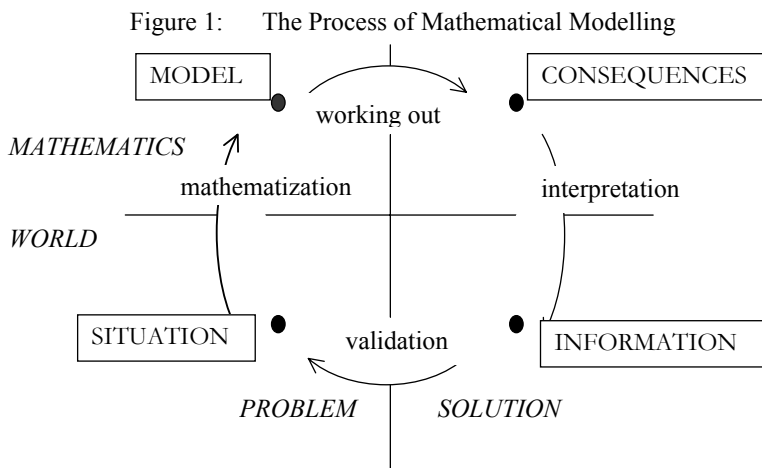 Figure 1: The Process of Mathematical Modelling
MODEL
CONSEQUENCES
working out
MATHEMATICS
mathematization
interpretation
WORLD
SITUATION
validation
INFORMATION
PROBLEM
SOLUTION